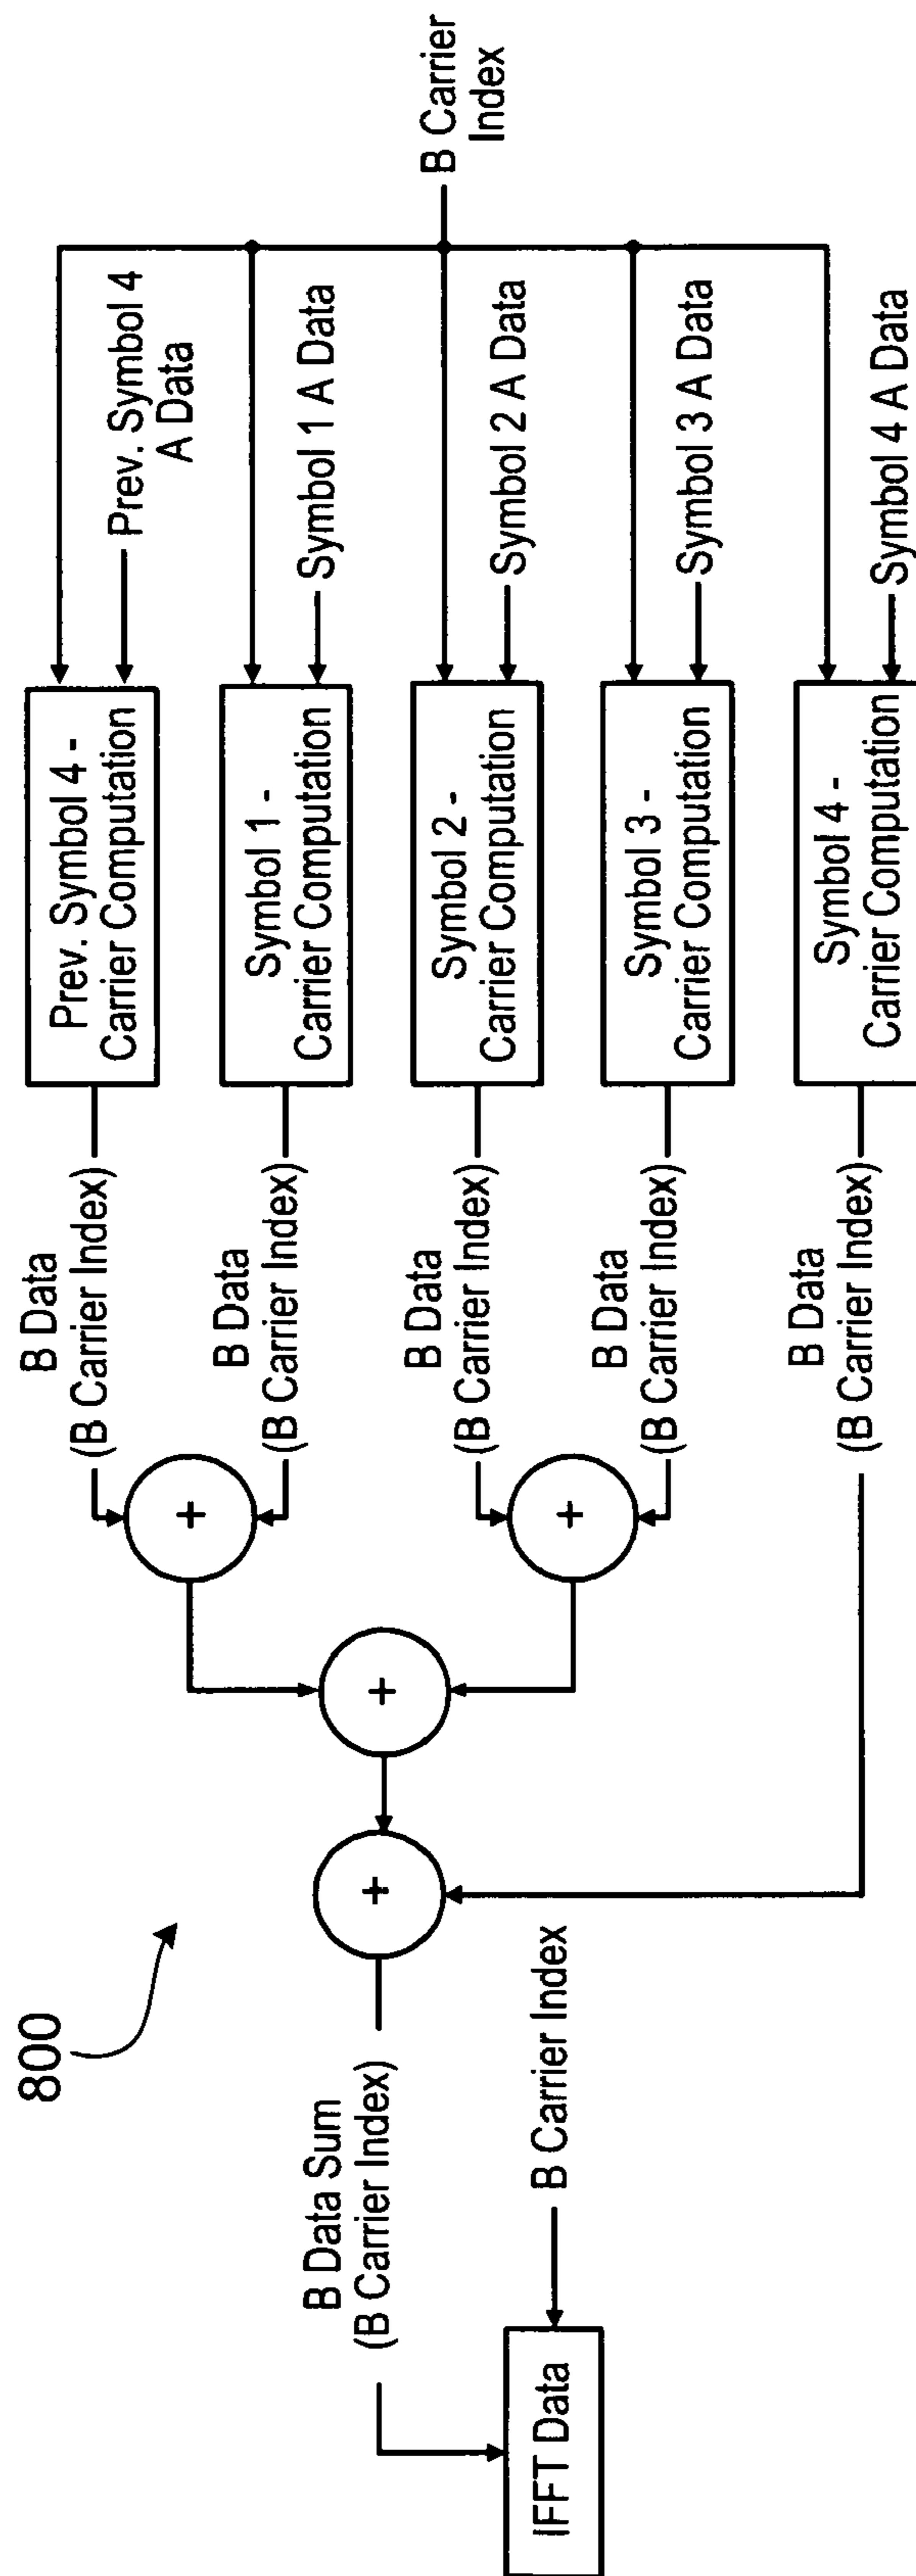 800
B Carrier
Index
Prev. Symbol 4
A Data
Symbol 1 A Data
Symbol 2 A Data
Symbol 3 A Data
Symbol 4 A Data
Prev. Symbol 4 -
Carrier Computation
Symbol 1 -
Carrier Computation
Symbol 2 -
Carrier Computation
Symbol 3 -
Carrier Computation
Symbol 4 -
Carrier Computation
B Data
(B Carrier Index)
B Data
(B Carrier Index)
B Data
(B Carrier Index)
B Data
(B Carrier Index)
B Data
(B Carrier Index)
+
+
+
+
B Data Sum
(B Carrier Index)
B Carrier Index
IFFT Data